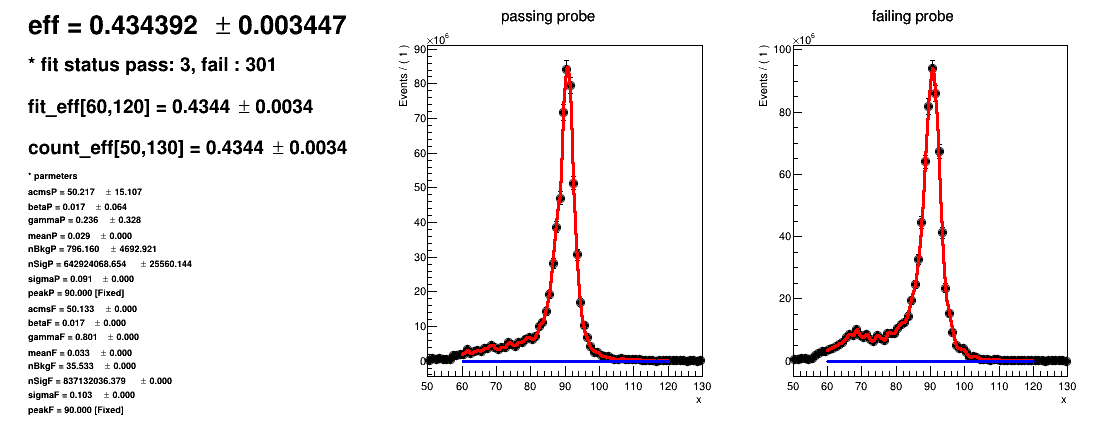 eff = 0.434392 ± 0.003447
* fit status pass: 3, fail : 301
fit_eff[60,120] = 0.4344 ± 0.0034
count_eff[50,130] = 0.4344 ± 0.0034
* parmeters
acmsP = 50.217 ± 15.107
betaP = 0.017 ± 0.064
gammaP = 0.236 ± 0.328
meanP = 0.029 ± 0.000
nBkgP = 796.160 ± 4692.921
nSigP = 642924068.654 ± 25560.144
sigmaP = 0.091 ± 0.000
peakP = 90.000 [Fixed]
acmsF = 50.133 ± 0.000
betaF = 0.017 ± 0.000
gammaF = 0.801 ± 0.000
meanF = 0.033 ± 0.000
nBkgF = 35.533 ± 0.000
nSigF = 837132036.379 ± 0.000
sigmaF = 0.103 ± 0.000
peakF = 90.000 [Fixed]
passing probe
×10⁶
Events / ( 1 )
90
80
70
60
50
40
30
20
10
0
50 60 70 80 90 100 110 120 130
x
failing probe
×10⁶
Events / ( 1 )
100
80
60
40
20
0
50 60 70 80 90 100 110 120 130
x